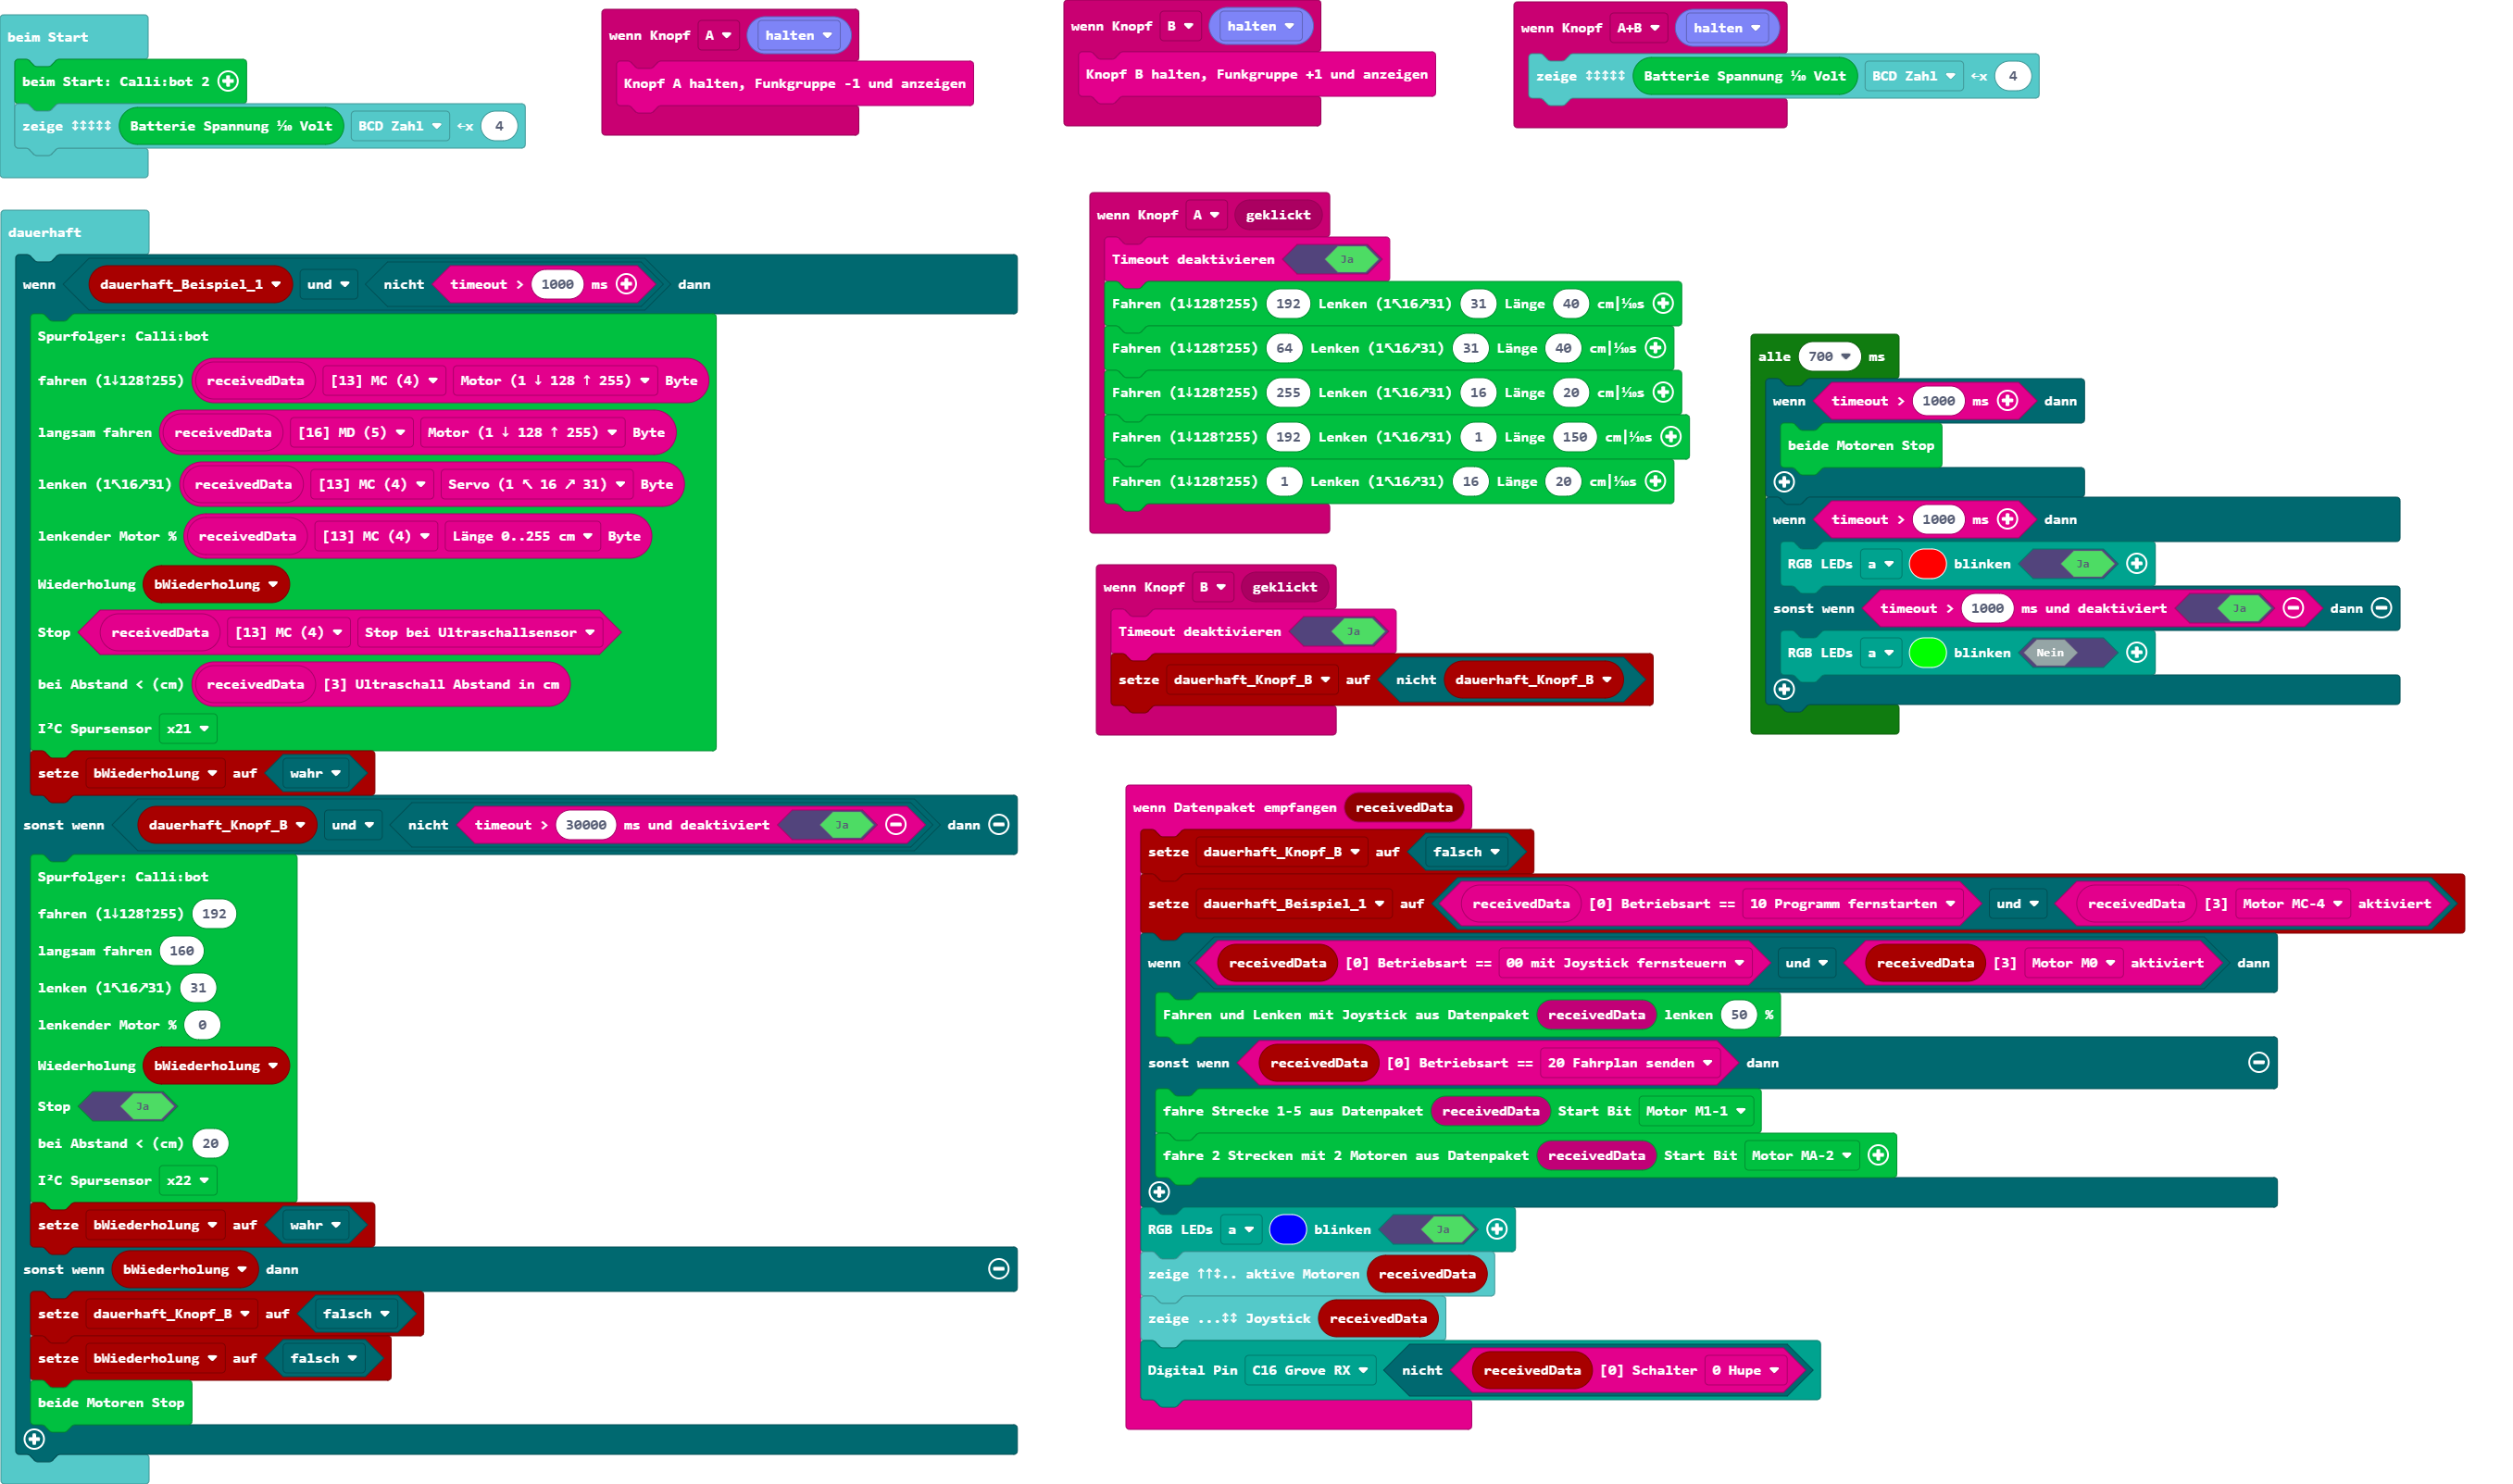 beim Start
beim Start: Calli:bot 2
zeige ↕↕↕↕↕ Batterie Spannung ⅒ Volt BCD Zahl ←x 4
wenn Knopf A halten
Knopf A halten, Funkgruppe -1 und anzeigen
wenn Knopf B halten
Knopf B halten, Funkgruppe +1 und anzeigen
wenn Knopf A+B halten
zeige ↕↕↕↕↕ Batterie Spannung ⅒ Volt BCD Zahl ←x 4
dauerhaft
wenn dauerhaft_Beispiel_1 und nicht timeout > 1000 ms dann
Spurfolger: Calli:bot
fahren (1↓128↑255) receivedData [13] MC (4) Motor (1 ↓ 128 ↑ 255) Byte
langsam fahren receivedData [16] MD (5) Motor (1 ↓ 128 ↑ 255) Byte
lenken (1↖16↗31) receivedData [13] MC (4) Servo (1 ↖ 16 ↗ 31) Byte
lenkender Motor % receivedData [13] MC (4) Länge 0..255 cm Byte
Wiederholung bWiederholung
Stop receivedData [13] MC (4) Stop bei Ultraschallsensor
bei Abstand < (cm) receivedData [3] Ultraschall Abstand in cm
I²C Spursensor x21
setze bWiederholung auf wahr
sonst wenn dauerhaft_Knopf_B und nicht timeout > 30000 ms und deaktiviert Ja dann
Spurfolger: Calli:bot
fahren (1↓128↑255) 192
langsam fahren 160
lenken (1↖16↗31) 31
lenkender Motor % 0
Wiederholung bWiederholung
Stop Ja
bei Abstand < (cm) 20
I²C Spursensor x22
setze bWiederholung auf wahr
sonst wenn bWiederholung dann
setze dauerhaft_Knopf_B auf falsch
setze bWiederholung auf falsch
beide Motoren Stop
wenn Knopf A geklickt
Timeout deaktivieren Ja
Fahren (1↓128↑255) 192 Lenken (1↖16↗31) 31 Länge 40 cm|⅒s
Fahren (1↓128↑255) 64 Lenken (1↖16↗31) 31 Länge 40 cm|⅒s
Fahren (1↓128↑255) 255 Lenken (1↖16↗31) 16 Länge 20 cm|⅒s
Fahren (1↓128↑255) 192 Lenken (1↖16↗31) 1 Länge 150 cm|⅒s
Fahren (1↓128↑255) 1 Lenken (1↖16↗31) 16 Länge 20 cm|⅒s
wenn Knopf B geklickt
Timeout deaktivieren Ja
setze dauerhaft_Knopf_B auf nicht dauerhaft_Knopf_B
alle 700 ms
wenn timeout > 1000 ms dann
beide Motoren Stop
wenn timeout > 1000 ms dann
RGB LEDs a blinken Ja
sonst wenn timeout > 1000 ms und deaktiviert Ja dann
RGB LEDs a blinken Nein
wenn Datenpaket empfangen receivedData
setze dauerhaft_Knopf_B auf falsch
setze dauerhaft_Beispiel_1 auf receivedData [0] Betriebsart == 10 Programm fernstarten und receivedData [3] Motor MC-4 aktiviert
wenn receivedData [0] Betriebsart == 00 mit Joystick fernsteuern und receivedData [3] Motor M0 aktiviert dann
Fahren und Lenken mit Joystick aus Datenpaket receivedData lenken 50 %
sonst wenn receivedData [0] Betriebsart == 20 Fahrplan senden dann
fahre Strecke 1-5 aus Datenpaket receivedData Start Bit Motor M1-1
fahre 2 Strecken mit 2 Motoren aus Datenpaket receivedData Start Bit Motor MA-2
RGB LEDs a blinken Ja
zeige ↑↑↕.. aktive Motoren receivedData
zeige ...↕↕ Joystick receivedData
Digital Pin C16 Grove RX nicht receivedData [0] Schalter 0 Hupe